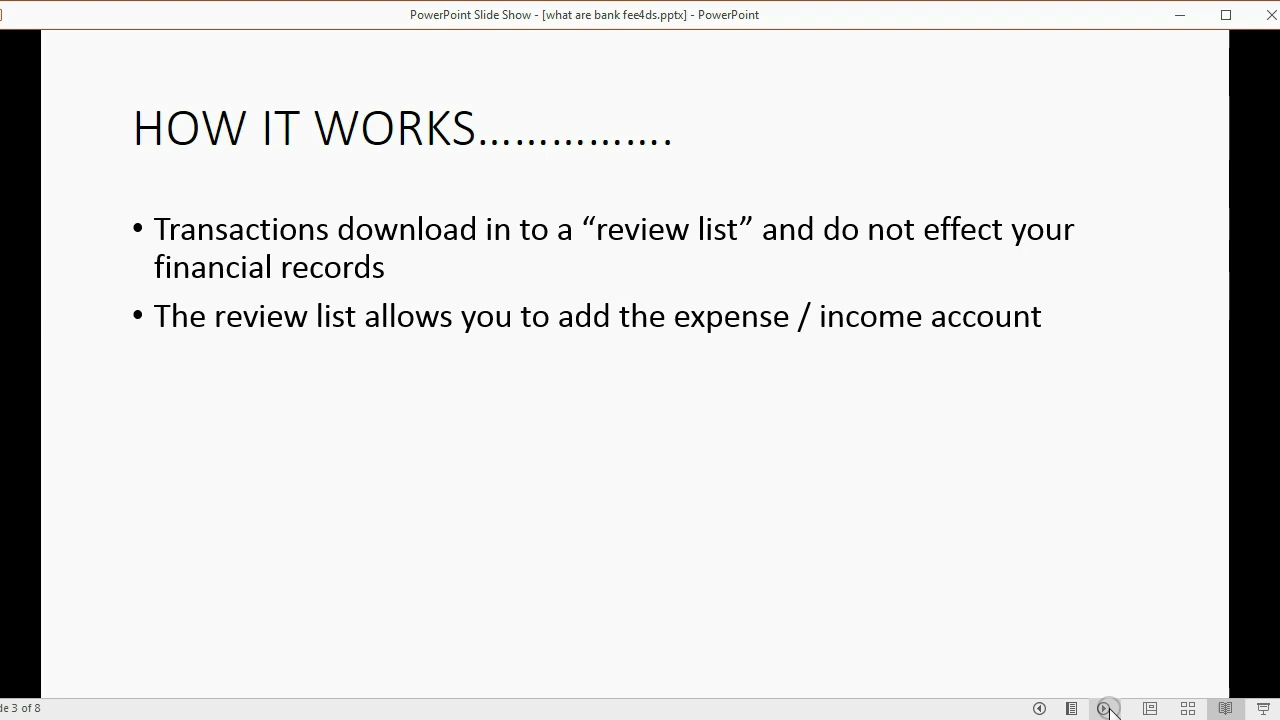 PowerPoint Slide Show - [what are bank fee4ds.pptx] - PowerPoint
HOW IT WORKS…………….
• Transactions download in to a “review list” and do not effect your
financial records
• The review list allows you to add the expense / income account
de 3 of 8